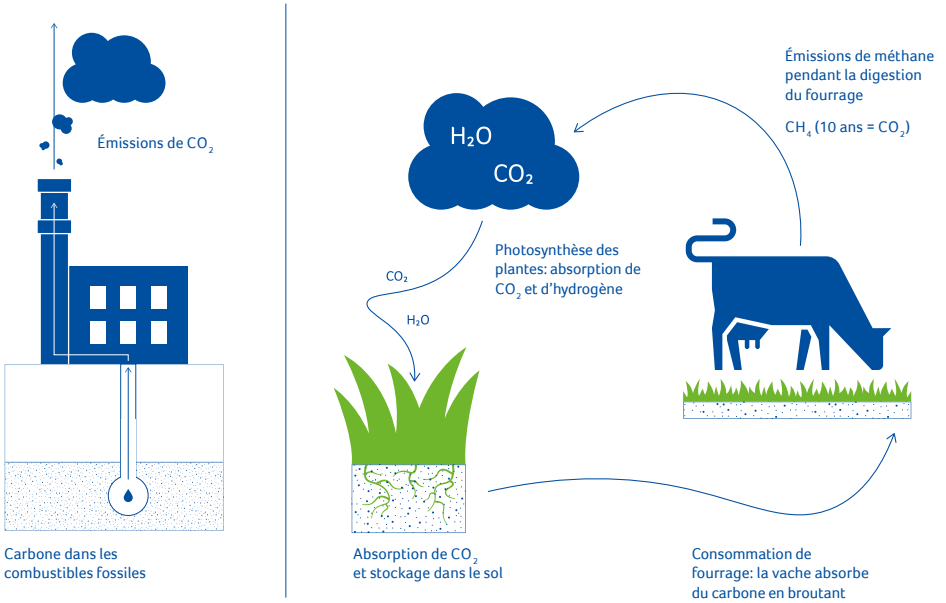 Émissions de CO₂
Carbone dans les
combustibles fossiles
H₂O
CO₂
Photosynthèse des
plantes: absorption de
CO₂ et d’hydrogène
CO₂
H₂O
Absorption de CO₂
et stockage dans le sol
Émissions de méthane
pendant la digestion
du fourrage
CH₄ (10 ans = CO₂)
Consommation de
fourrage: la vache absorbe
du carbone en broutant